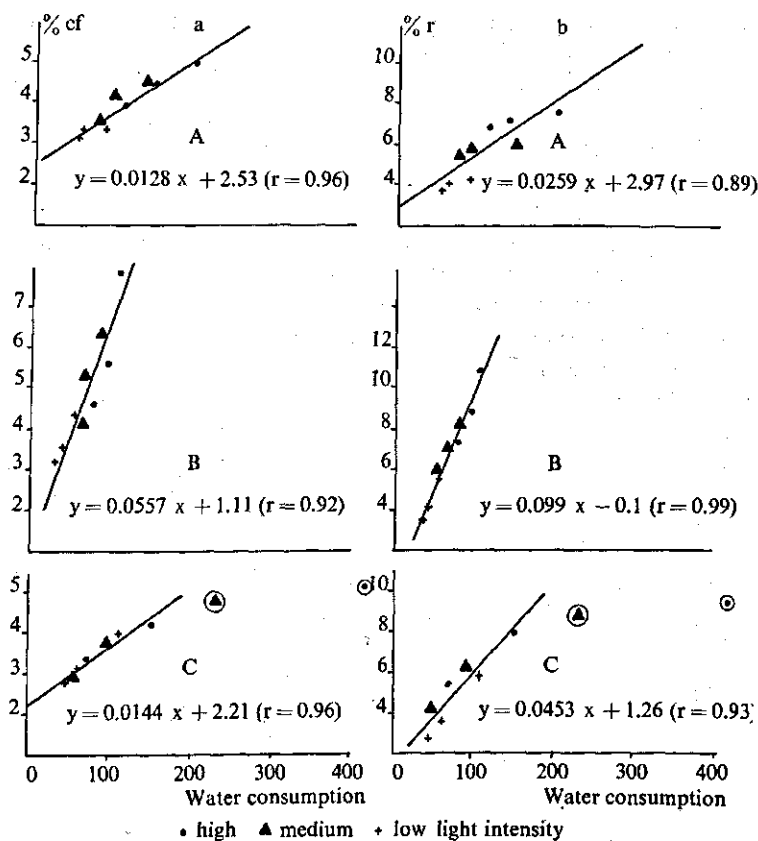 % cf a
5
4
3
2
A
y = 0.0128 x + 2.53 (r = 0.96)
% r b
10
8
6
4
A
y = 0.0259 x + 2.97 (r = 0.89)
7
6
5
4
3
2
B
y = 0.0557 x + 1.11 (r = 0.92)
12
10
8
6
4
B
y = 0.099 x − 0.1 (r = 0.99)
5
4
3
2
C
y = 0.0144 x + 2.21 (r = 0.96)
0 100 200 300 400
Water consumption
10
8
6
4
C
y = 0.0453 x + 1.26 (r = 0.93)
0 100 200 300 400
Water consumption
• high ▲ medium + low light intensity